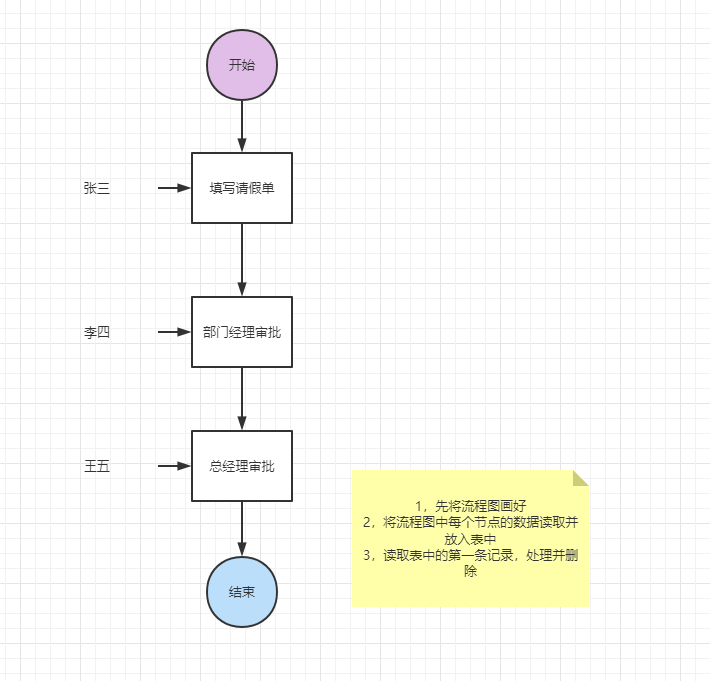 开始
张三
填写请假单
李四
部门经理审批
王五
总经理审批
1，先将流程图画好
2，将流程图中每个节点的数据读取并
放入表中
3，读取表中的第一条记录，处理并删
除
结束